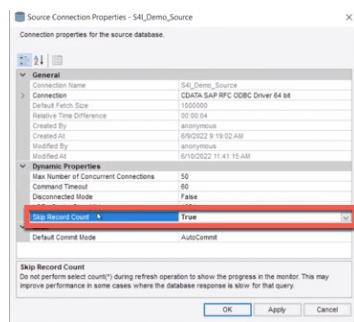 Source Connection Properties - S4I_Demo_Source
Connection properties for the source database.
General
Connection Name S4I_Demo_Source
Connection CDATA SAP RFC ODBC Driver 64 bit
Default Fetch Size 1000000
Relative Time Difference 00:00:04
Created By anonymous
Created At 6/9/2022 9:19:02 AM
Modified By anonymous
Modified At 6/10/2022 11:41:15 AM
Dynamic Properties
Max Number of Concurrent Connections 50
Command Timeout 60
Disconnected Mode False
Skip Record Count True
Default Commit Mode AutoCommit
Skip Record Count
Do not perform select count(*) during refresh operation to show the progress in the monitor. This may
improve performance in some cases where the database response is slow for that query.
OK Apply Cancel